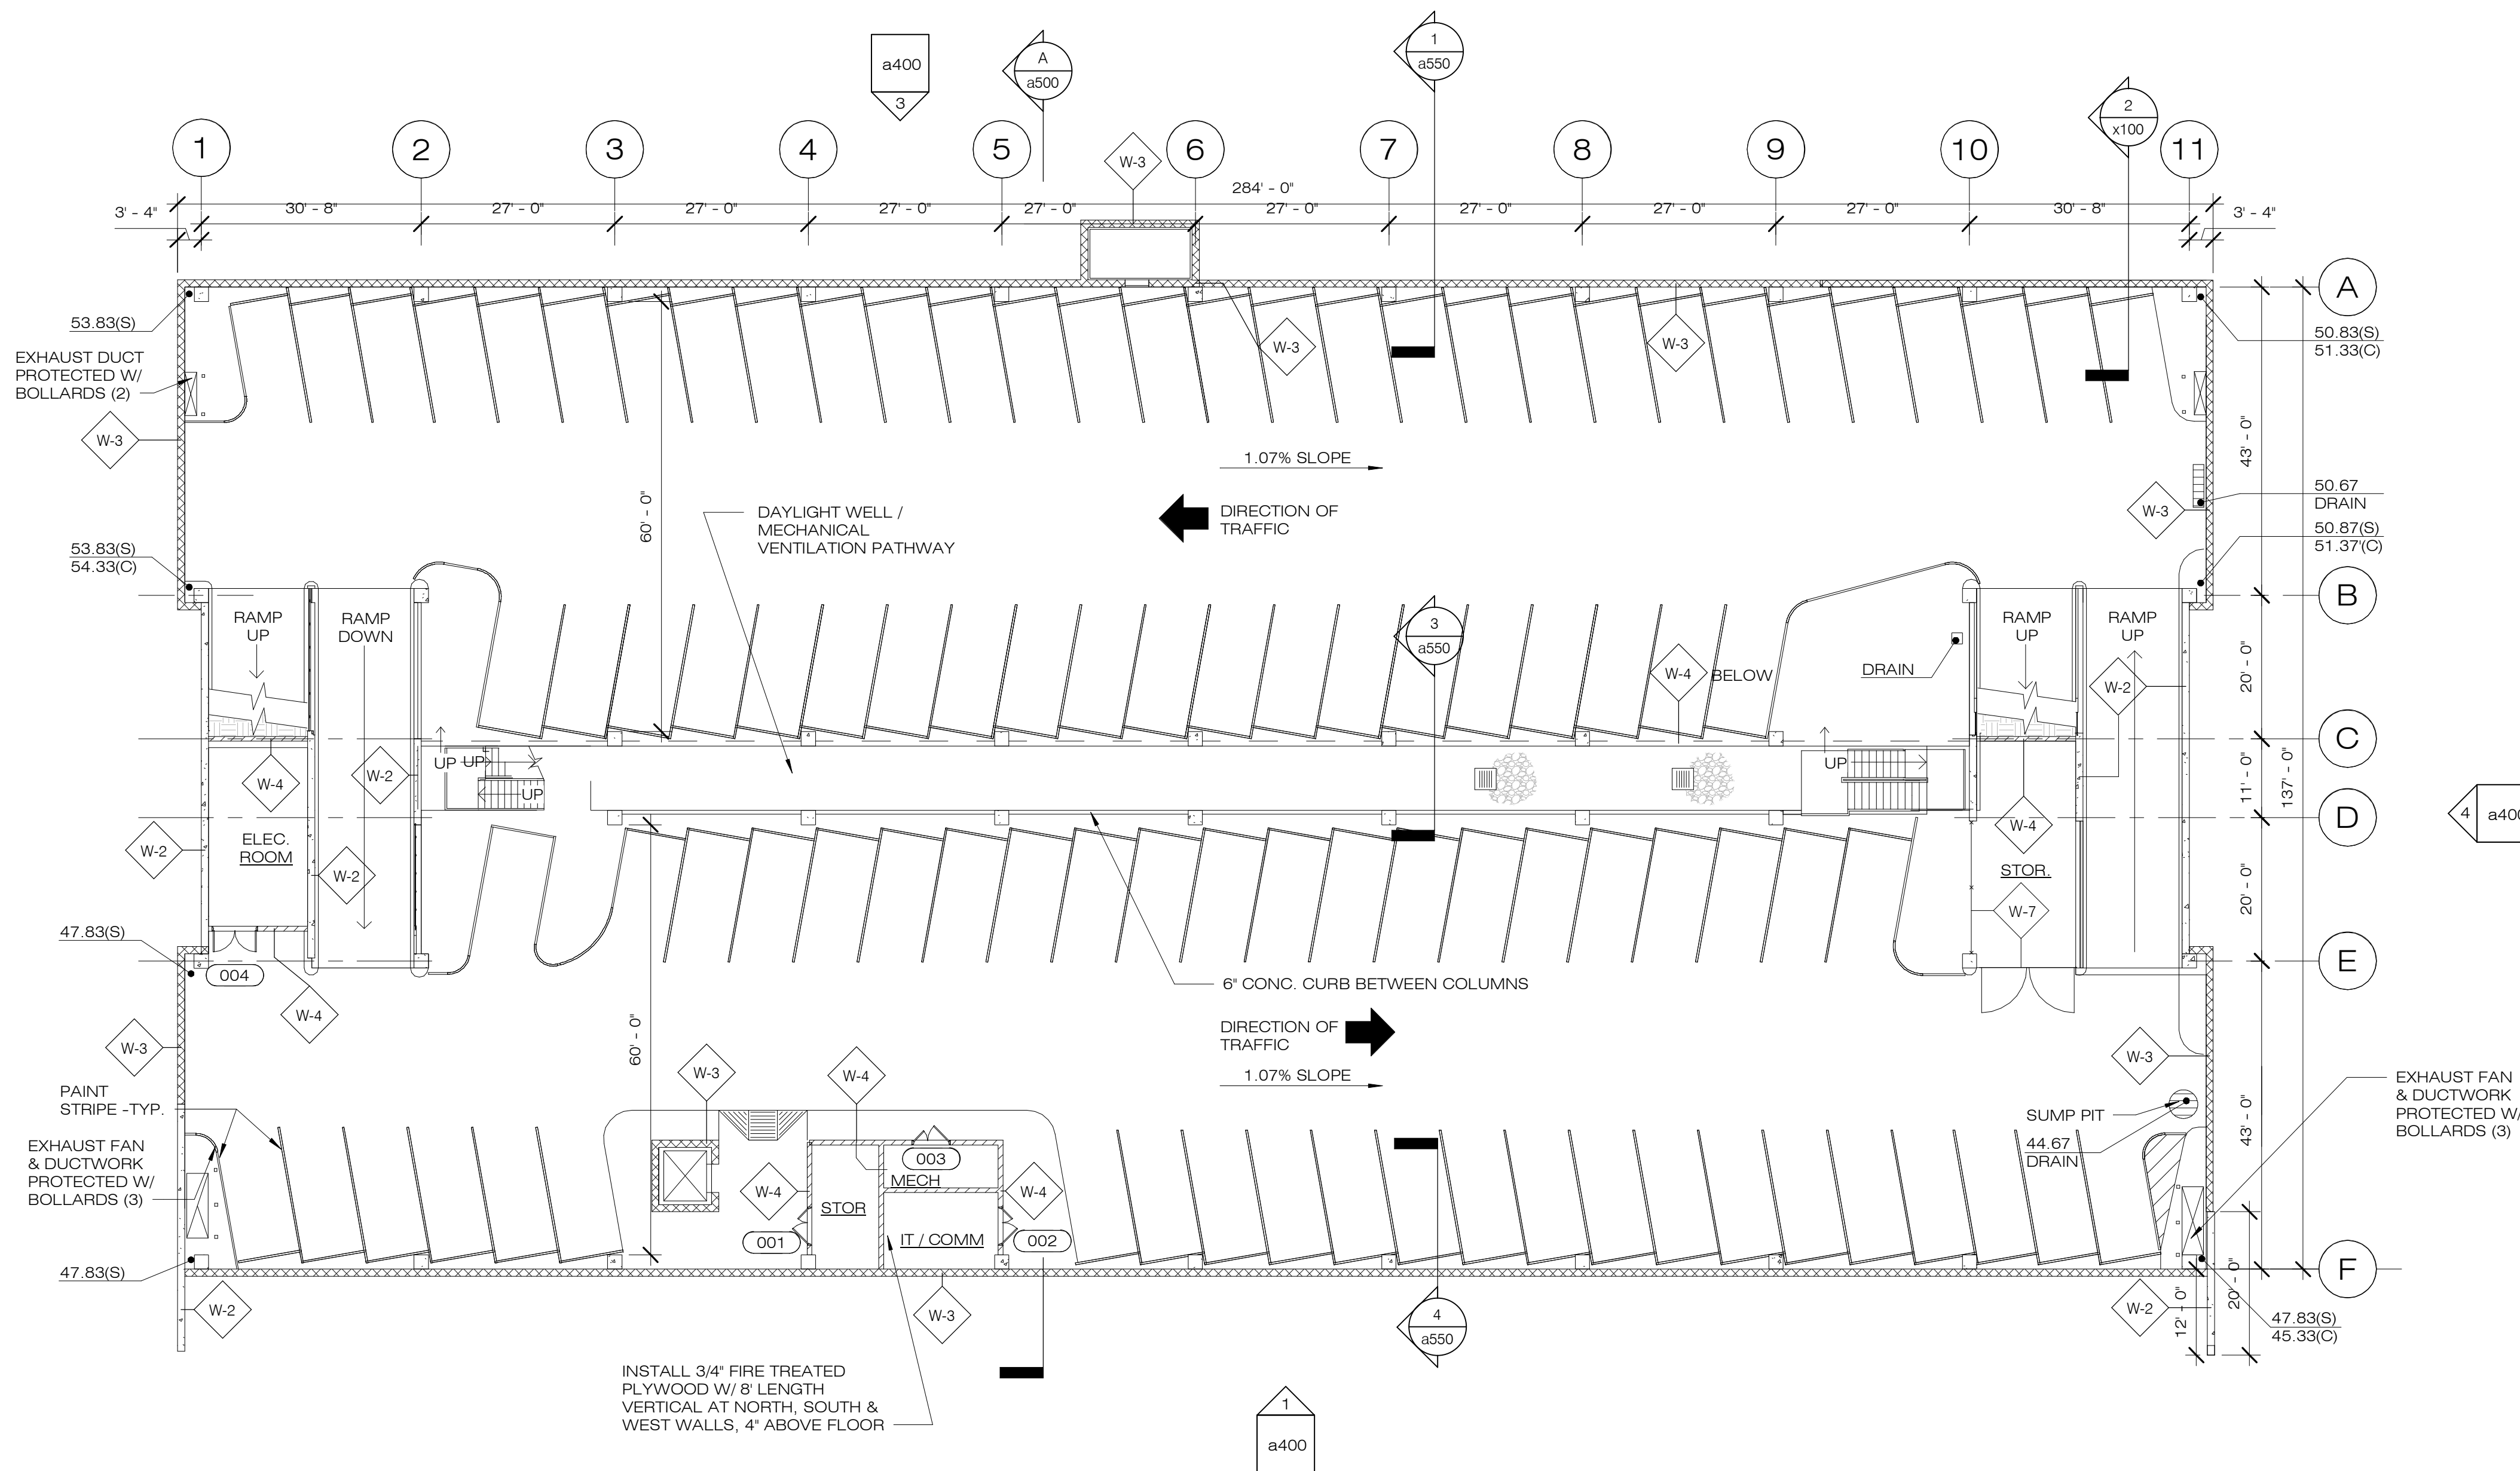 a400
3
A
a500
1
a550
2
x100
1
2
3
4
5
6
7
8
9
10
11
W-3
284' - 0"
3' - 4"
30' - 8"
27' - 0"
27' - 0"
27' - 0"
27' - 0"
27' - 0"
27' - 0"
27' - 0"
27' - 0"
30' - 8"
3' - 4"
A
53.83(S)
EXHAUST DUCT
PROTECTED W/
BOLLARDS (2)
W-3
W-3
W-3
50.83(S)
51.33(C)
43' - 0"
1.07% SLOPE
60' - 0"
DAYLIGHT WELL /
MECHANICAL
VENTILATION PATHWAY
DIRECTION OF
TRAFFIC
W-3
50.67
DRAIN
50.87(S)
51.37'(C)
53.83(S)
54.33(C)
B
RAMP
UP
RAMP
DOWN
3
a550
W-4
BELOW
DRAIN
RAMP
UP
RAMP
UP
W-2
20' - 0"
C
W-4
W-2
UP
UP
UP
UP
11' - 0"
137' - 0"
D
4
a400
W-2
ELEC.
ROOM
W-2
W-4
STOR.
W-7
20' - 0"
47.83(S)
004
W-4
E
6" CONC. CURB BETWEEN COLUMNS
W-3
60' - 0"
DIRECTION OF
TRAFFIC
1.07% SLOPE
W-3
PAINT
STRIPE -TYP.
W-3
W-4
EXHAUST FAN
& DUCTWORK
PROTECTED W/
BOLLARDS (3)
SUMP PIT
44.67
DRAIN
43' - 0"
EXHAUST FAN
& DUCTWORK
PROTECTED W/
BOLLARDS (3)
003
MECH
W-4
W-4
STOR
001
IT / COMM
002
47.83(S)
W-2
W-3
4
a550
W-2
12' - 0"
20' - 0"
F
47.83(S)
45.33(C)
INSTALL 3/4" FIRE TREATED
PLYWOOD W/ 8' LENGTH
VERTICAL AT NORTH, SOUTH &
WEST WALLS, 4" ABOVE FLOOR
1
a400